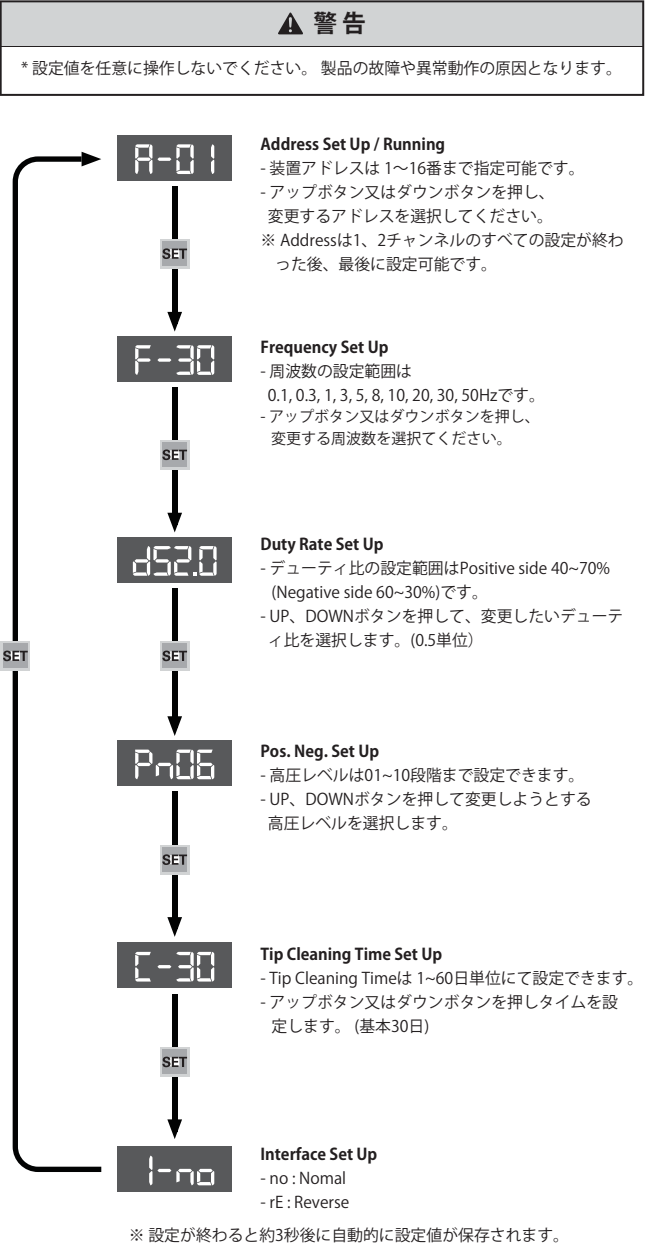 警告
* 設定値を任意に操作しないでください。 製品の故障や異常動作の原因となります。
A-01
Address Set Up / Running
- 装置アドレスは 1〜16番まで指定可能です。
- アップボタン又はダウンボタンを押し、
変更するアドレスを選択してください。
※ Addressは1、2チャンネルのすべての設定が終わ
った後、最後に設定可能です。
SET
F-30
Frequency Set Up
- 周波数の設定範囲は
0.1, 0.3, 1, 3, 5, 8, 10, 20, 30, 50Hzです。
- アップボタン又はダウンボタンを押し、
変更する周波数を選択てください。
SET
d52.0
Duty Rate Set Up
- デューティ比の設定範囲はPositive side 40~70%
(Negative side 60~30%)です。
- UP、DOWNボタンを押して、変更したいデューテ
ィ比を選択します。(0.5単位）
SET
SET
Pn06
Pos. Neg. Set Up
- 高圧レベルは01~10段階まで設定できます。
- UP、DOWNボタンを押して変更しようとする
高圧レベルを選択します。
SET
C-30
Tip Cleaning Time Set Up
- Tip Cleaning Timeは 1~60日単位にて設定できます。
- アップボタン又はダウンボタンを押しタイムを設
定します。 (基本30日)
SET
I-no
Interface Set Up
- no : Nomal
- rE : Reverse
※ 設定が終わると約3秒後に自動的に設定値が保存されます。